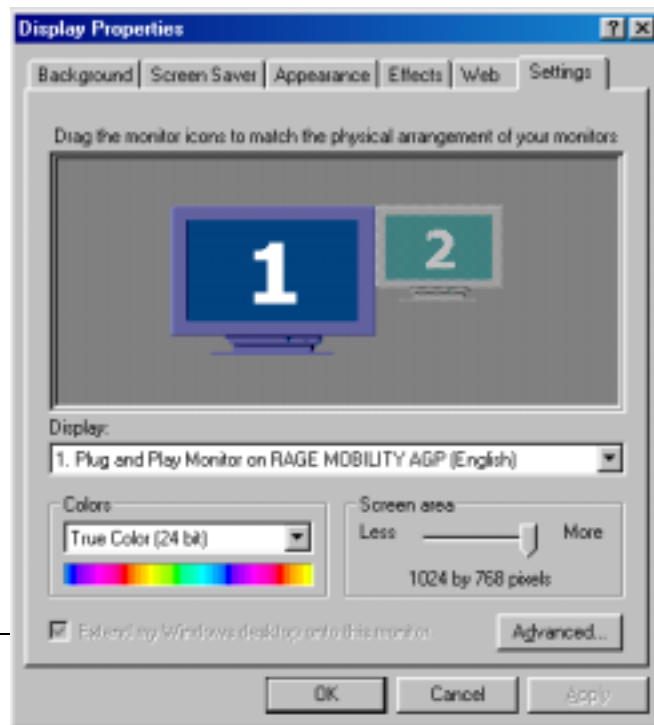 Display Properties
Background Screen Saver Appearance Effects Web Settings
Drag the monitor icons to match the physical arrangement of your monitors
1 2
Display:
1. Plug and Play Monitor on RAGE MOBILITY AGP (English)
Colors
True Color (24 bit)
Screen area
Less More
1024 by 768 pixels
Extend my Windows desktop onto this monitor.
Advanced...
OK Cancel Apply